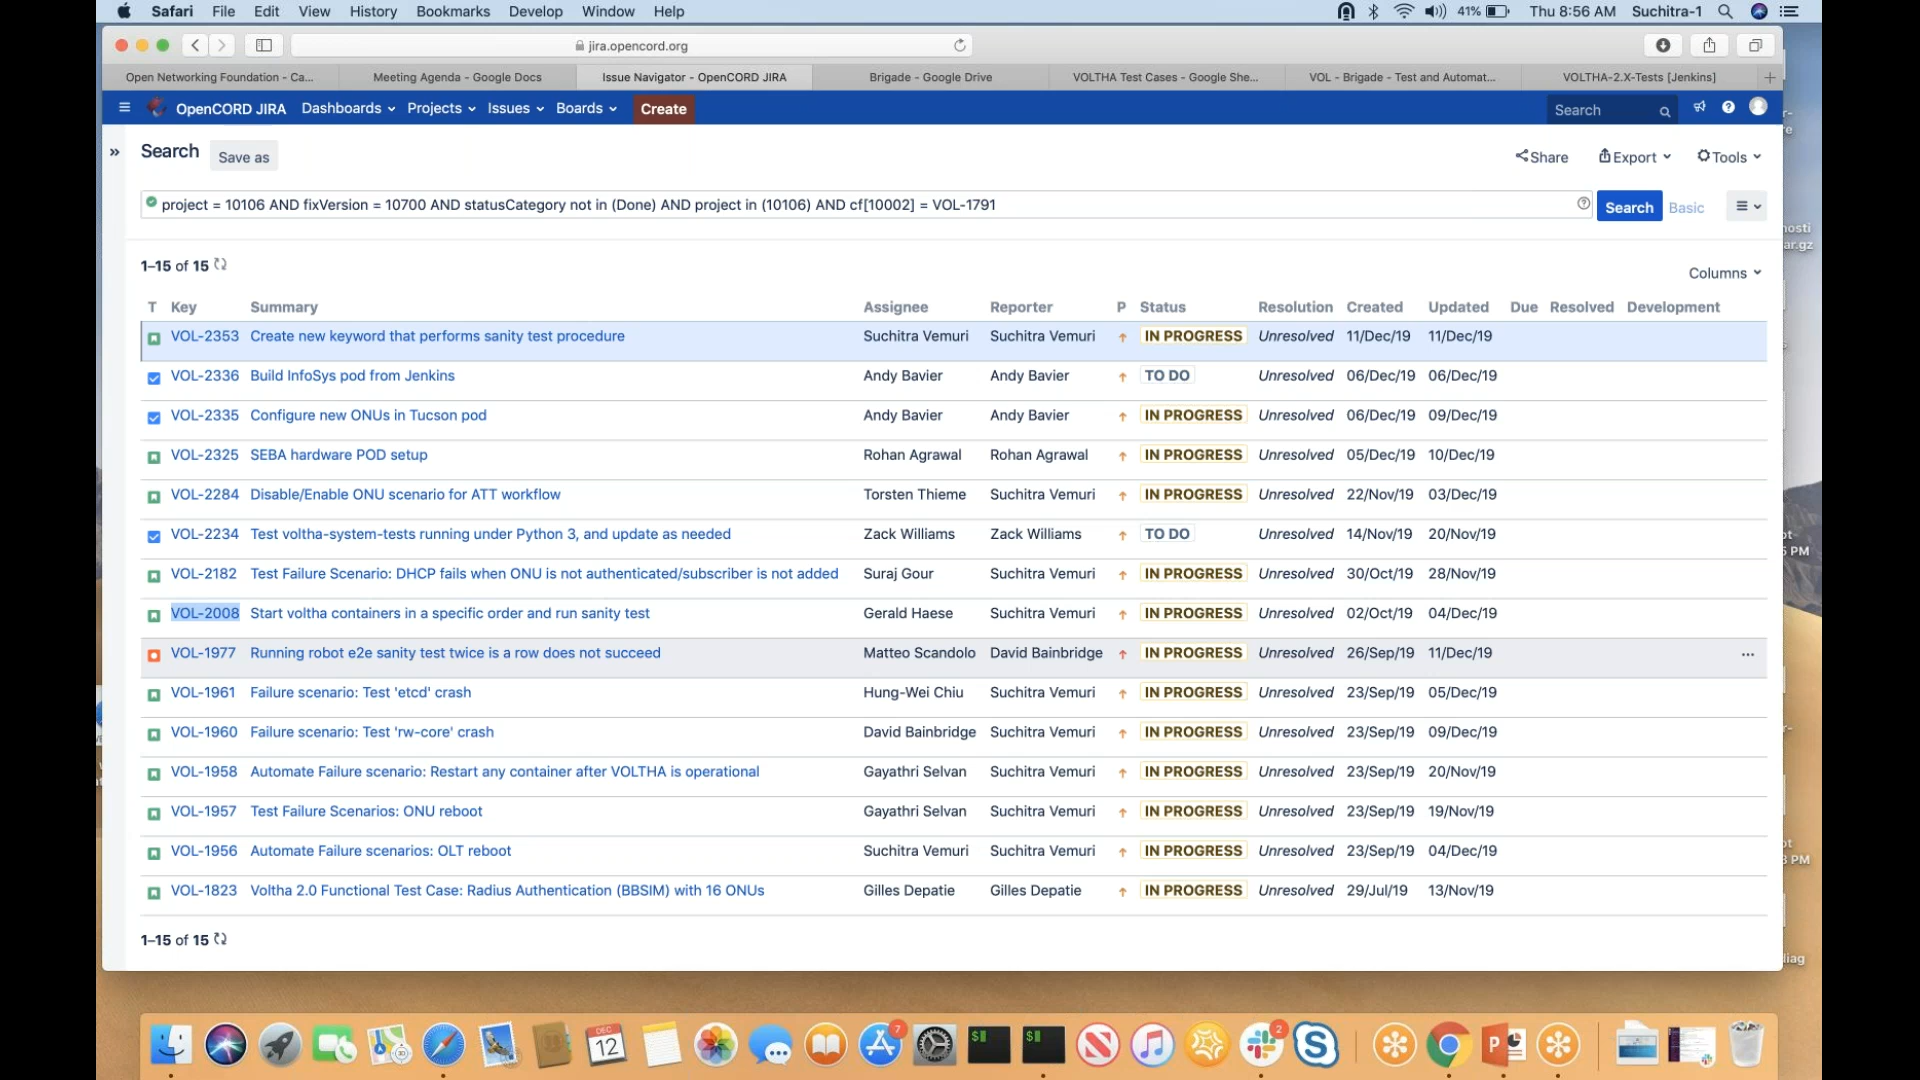 Safari File Edit View History Bookmarks Develop Window Help 41% Thu 8:56 AM Suchitra-1
jira.opencord.org
Open Networking Foundation - Ca... Meeting Agenda - Google Docs Issue Navigator - OpenCORD JIRA Brigade - Google Drive VOLTHA Test Cases - Google She... VOL - Brigade - Test and Automat... VOLTHA-2.X-Tests [Jenkins]
OpenCORD JIRA Dashboards Projects Issues Boards Create Search
Search Save as Share Export Tools
project = 10106 AND fixVersion = 10700 AND statusCategory not in (Done) AND project in (10106) AND cf[10002] = VOL-1791 Search Basic
1–15 of 15
Columns
T Key Summary Assignee Reporter P Status Resolution Created Updated Due Resolved Development
VOL-2353 Create new keyword that performs sanity test procedure Suchitra Vemuri Suchitra Vemuri IN PROGRESS Unresolved 11/Dec/19 11/Dec/19
VOL-2336 Build InfoSys pod from Jenkins Andy Bavier Andy Bavier TO DO Unresolved 06/Dec/19 06/Dec/19
VOL-2335 Configure new ONUs in Tucson pod Andy Bavier Andy Bavier IN PROGRESS Unresolved 06/Dec/19 09/Dec/19
VOL-2325 SEBA hardware POD setup Rohan Agrawal Rohan Agrawal IN PROGRESS Unresolved 05/Dec/19 10/Dec/19
VOL-2284 Disable/Enable ONU scenario for ATT workflow Torsten Thieme Suchitra Vemuri IN PROGRESS Unresolved 22/Nov/19 03/Dec/19
VOL-2234 Test voltha-system-tests running under Python 3, and update as needed Zack Williams Zack Williams TO DO Unresolved 14/Nov/19 20/Nov/19
VOL-2182 Test Failure Scenario: DHCP fails when ONU is not authenticated/subscriber is not added Suraj Gour Suchitra Vemuri IN PROGRESS Unresolved 30/Oct/19 28/Nov/19
VOL-2008 Start voltha containers in a specific order and run sanity test Gerald Haese Suchitra Vemuri IN PROGRESS Unresolved 02/Oct/19 04/Dec/19
VOL-1977 Running robot e2e sanity test twice is a row does not succeed Matteo Scandolo David Bainbridge IN PROGRESS Unresolved 26/Sep/19 11/Dec/19
VOL-1961 Failure scenario: Test 'etcd' crash Hung-Wei Chiu Suchitra Vemuri IN PROGRESS Unresolved 23/Sep/19 05/Dec/19
VOL-1960 Failure scenario: Test 'rw-core' crash David Bainbridge Suchitra Vemuri IN PROGRESS Unresolved 23/Sep/19 09/Dec/19
VOL-1958 Automate Failure scenario: Restart any container after VOLTHA is operational Gayathri Selvan Suchitra Vemuri IN PROGRESS Unresolved 23/Sep/19 20/Nov/19
VOL-1957 Test Failure Scenarios: ONU reboot Gayathri Selvan Suchitra Vemuri IN PROGRESS Unresolved 23/Sep/19 19/Nov/19
VOL-1956 Automate Failure scenarios: OLT reboot Suchitra Vemuri Suchitra Vemuri IN PROGRESS Unresolved 23/Sep/19 04/Dec/19
VOL-1823 Voltha 2.0 Functional Test Case: Radius Authentication (BBSIM) with 16 ONUs Gilles Depatie Gilles Depatie IN PROGRESS Unresolved 29/Jul/19 13/Nov/19
1–15 of 15
DEC
12
7
2